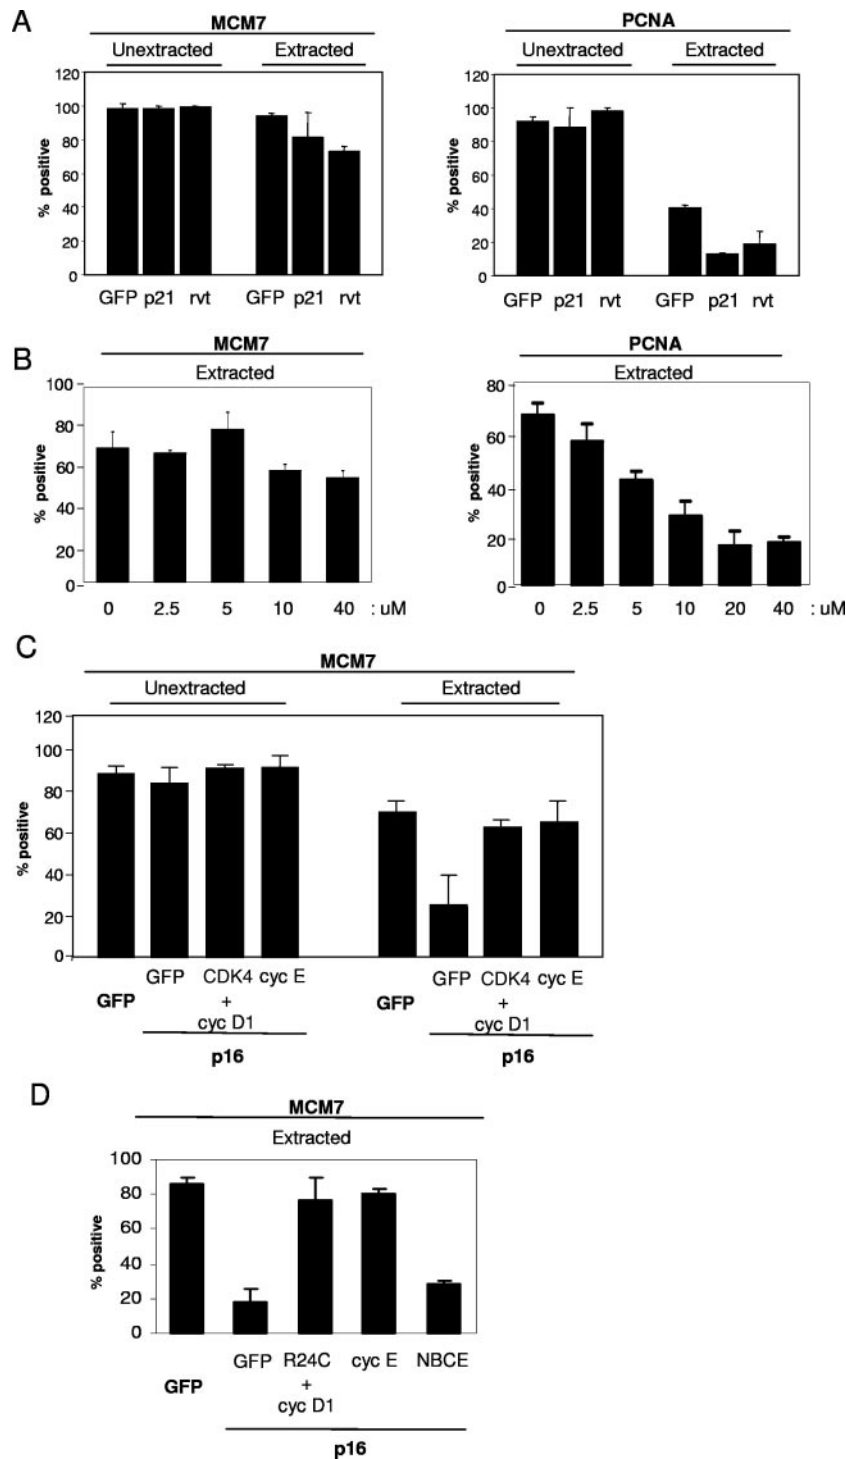 A
MCM7
Unextracted Extracted
120
100
80
60
40
20
0
% positive
GFP p21 rvt GFP p21 rvt
PCNA
Unextracted Extracted
120
100
80
60
40
20
0
% positive
GFP p21 rvt GFP p21 rvt
B
MCM7
Extracted
100
80
60
40
20
0
% positive
0 2.5 5 10 40 : uM
PCNA
Extracted
80
60
40
20
0
% positive
0 2.5 5 10 20 40 : uM
C
MCM7
Unextracted Extracted
120
100
80
60
40
20
0
% positive
GFP CDK4 cyc E GFP CDK4 cyc E
GFP + GFP +
cyc D1 cyc D1
p16 p16
D
MCM7
Extracted
100
80
60
40
20
0
% positive
GFP R24C cyc E NBCE
GFP +
cyc D1
p16